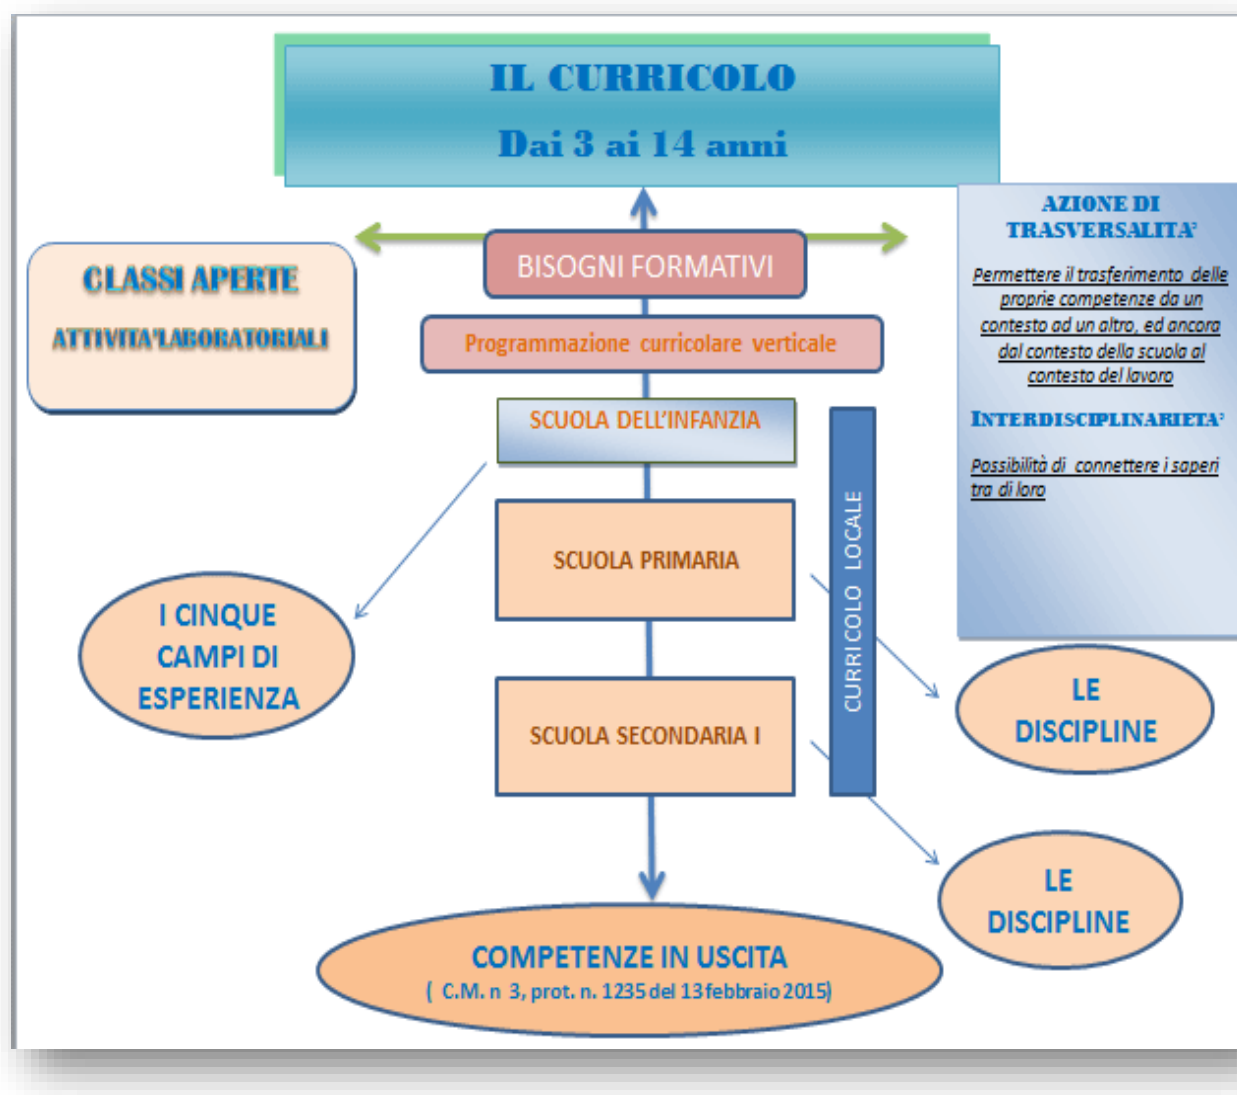 IL CURRICOLO
Dai 3 ai 14 anni
BISOGNI FORMATIVI
Programmazione curricolare verticale
CLASSI APERTE
ATTIVITA'LABORATORIALI
AZIONE DI
TRASVERSALITA'
Permettere il trasferimento delle
proprie competenze da un
contesto ad un altro, ed ancora
dal contesto della scuola al
contesto del lavoro
INTERDISCIPLINARIETA'
Possibilità di connettere i saperi
tra di loro
SCUOLA DELL'INFANZIA
SCUOLA PRIMARIA
SCUOLA SECONDARIA I
CURRICOLO LOCALE
I CINQUE
CAMPI DI
ESPERIENZA
LE
DISCIPLINE
LE
DISCIPLINE
COMPETENZE IN USCITA
( C.M. n 3, prot. n. 1235 del 13 febbraio 2015)